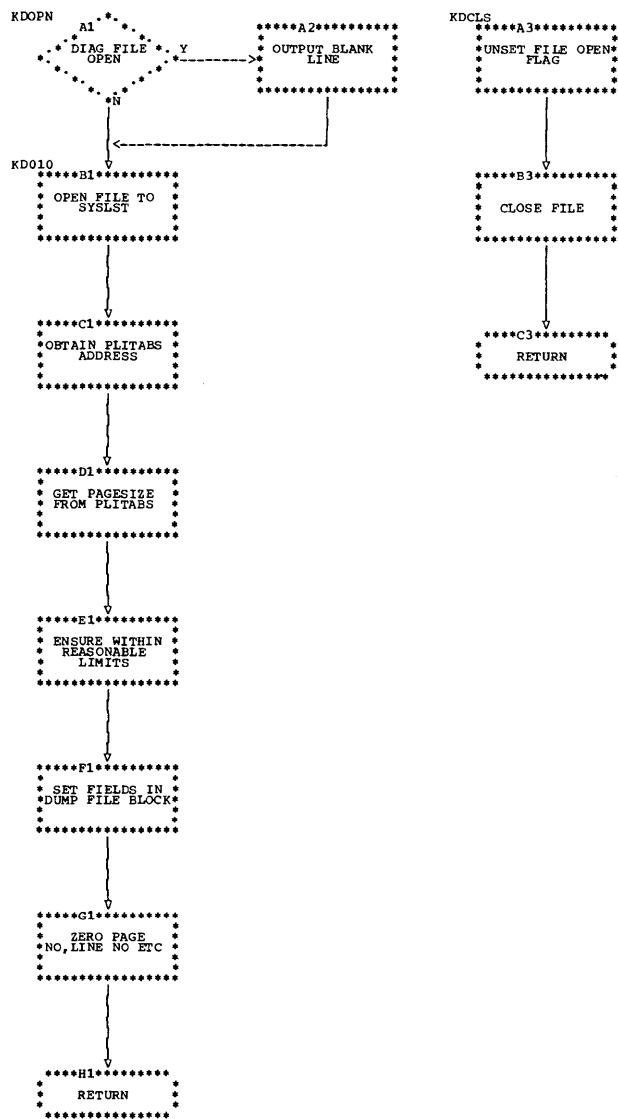 KDOPN
A1
DIAG FILE
OPEN
Y
N
A2
OUTPUT BLANK
LINE
KD010
B1
OPEN FILE TO
SYSLST
C1
OBTAIN PLITABS
ADDRESS
D1
GET PAGESIZE
FROM PLITABS
E1
ENSURE WITHIN
REASONABLE
LIMITS
F1
SET FIELDS IN
DUMP FILE BLOCK
G1
ZERO PAGE
NO,LINE NO ETC
H1
RETURN
KDCLS
A3
UNSET FILE OPEN
FLAG
B3
CLOSE FILE
C3
RETURN